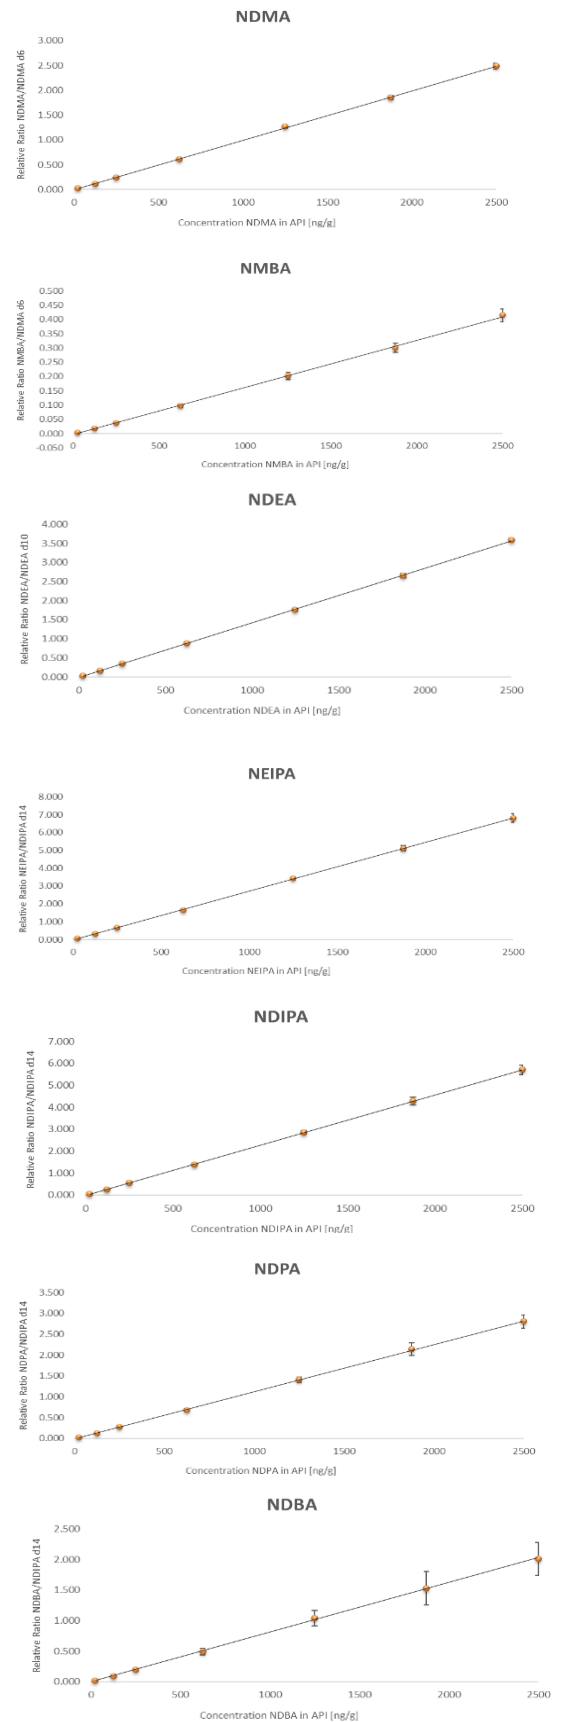 NDMA
Relative Ratio NDMA/NDMA d6
3.000
2.500
2.000
1.500
1.000
0.500
0.000
0 500 1000 1500 2000 2500
Concentration NDMA in API [ng/g]
NMBA
Relative Ratio NMBA/NDMA d6
0.500
0.450
0.400
0.350
0.300
0.250
0.200
0.150
0.100
0.050
0.000
-0.050
0 500 1000 1500 2000 2500
Concentration NMBA in API [ng/g]
NDEA
Relative Ratio NDEA/NDEA d10
4.000
3.500
3.000
2.500
2.000
1.500
1.000
0.500
0.000
0 500 1000 1500 2000 2500
Concentration NDEA in API [ng/g]
NEIPA
Relative Ratio NEIPA/NDIPA d14
8.000
7.000
6.000
5.000
4.000
3.000
2.000
1.000
0.000
0 500 1000 1500 2000 2500
Concentration NEIPA in API [ng/g]
NDIPA
Relative Ratio NDIPA/NDIPA d14
7.000
6.000
5.000
4.000
3.000
2.000
1.000
0.000
0 500 1000 1500 2000 2500
Concentration NDIPA in API [ng/g]
NDPA
Relative Ratio NDPA/NDIPA d14
3.500
3.000
2.500
2.000
1.500
1.000
0.500
0.000
0 500 1000 1500 2000 2500
Concentration NDPA in API [ng/g]
NDBA
Relative Ratio NDBA/NDIPA d14
2.500
2.000
1.500
1.000
0.500
0.000
0 500 1000 1500 2000 2500
Concentration NDBA in API [ng/g]